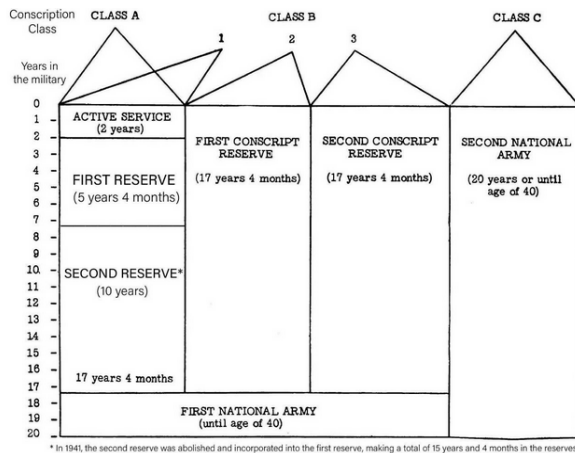 Conscription
Class
CLASS A
CLASS B
CLASS C
1
2
3
Years in
the military
0
1
2
3
4
5
6
7
8
9
10.
11
12
13
14
15
16
17
18
19
20
ACTIVE SERVICE
(2 years)
FIRST RESERVE
(5 years 4 months)
SECOND RESERVE*
(10 years)
17 years 4 months
FIRST CONSCRIPT
RESERVE
(17 years 4 months)
SECOND CONSCRIPT
RESERVE
(17 years 4 months)
SECOND NATIONAL
ARMY
(20 years or until
age of 40)
FIRST NATIONAL ARMY
(until age of 40)
* In 1941, the second reserve was abolished and incorporated into the first reserve, making a total of 15 years and 4 months in the reserves